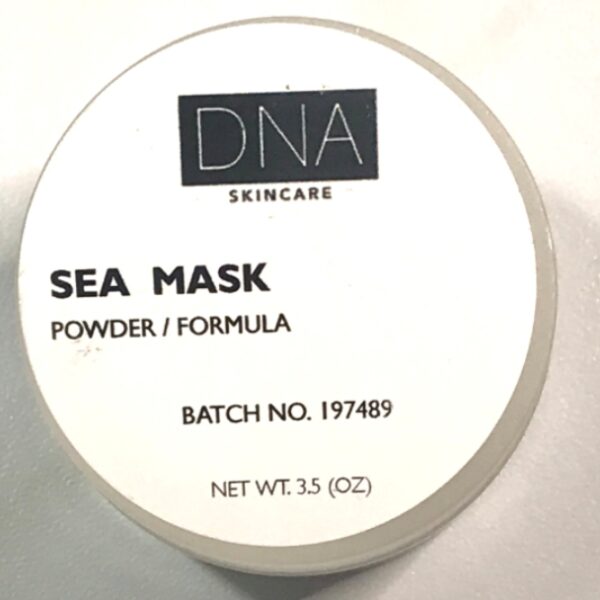 DNA
SKINCARE
SEA MASK
POWDER / FORMULA
BATCH NO. 197489
NET WT. 3.5 (OZ)